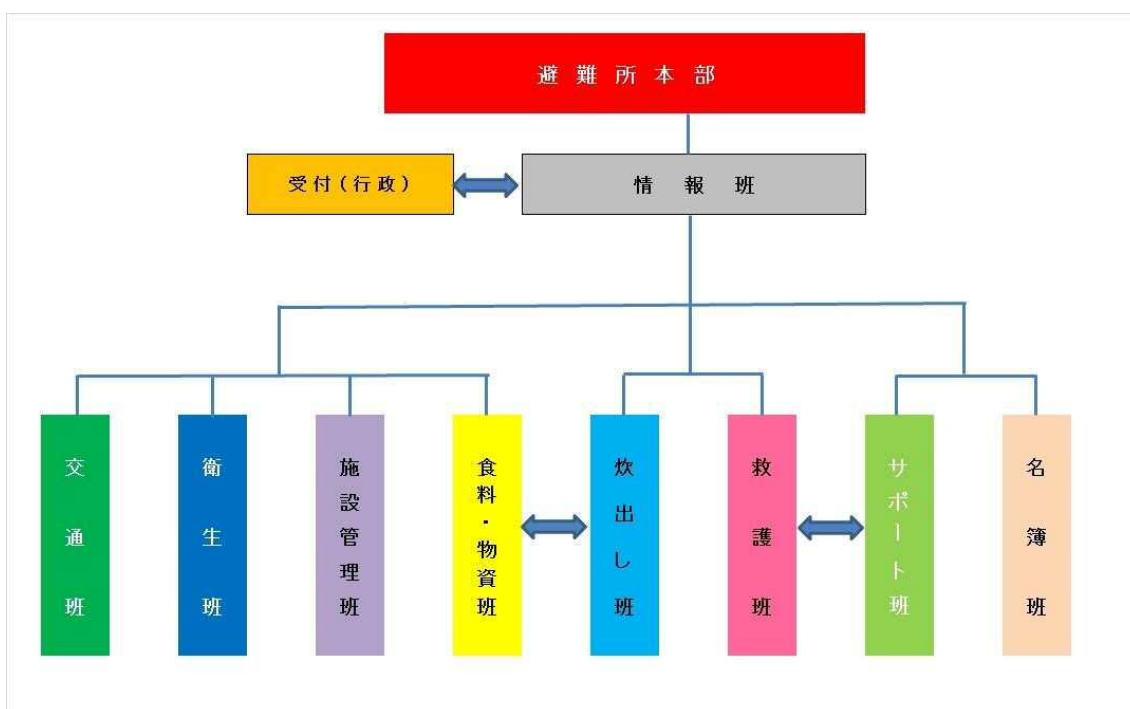 避難所本部
受付(行政)
情報班
交通班
衛生班
施設管理班
食料・物資班
炊出し班
救護班
サポート班
名簿班